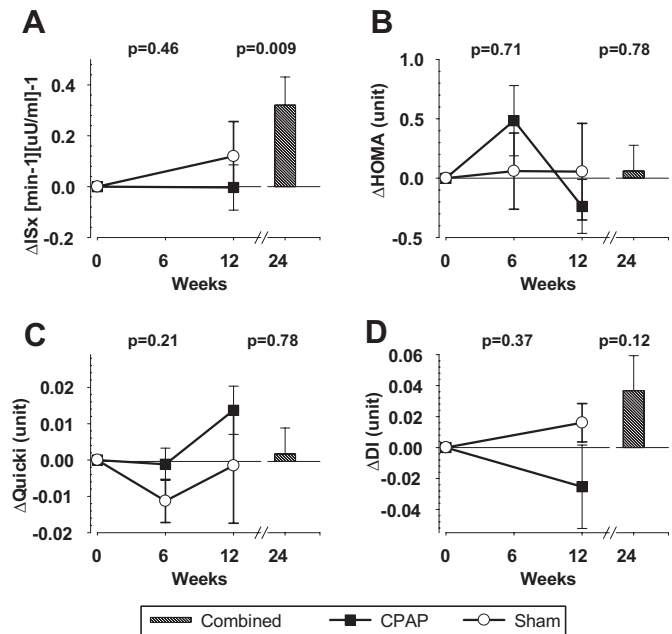 A
p=0.46 p=0.009
ΔISx [min-1][uU/ml]-1
0.4
0.2
0.0
-0.2
0 6 12 24
Weeks
B
p=0.71 p=0.78
ΔHOMA (unit)
1.0
0.5
0.0
-0.5
0 6 12 24
Weeks
C
p=0.21 p=0.78
ΔQuicki (unit)
0.02
0.01
0.00
-0.01
-0.02
0 6 12 24
Weeks
D
p=0.37 p=0.12
ΔDI (unit)
0.06
0.04
0.02
0.00
-0.02
-0.04
0 6 12 24
Weeks
Combined CPAP Sham